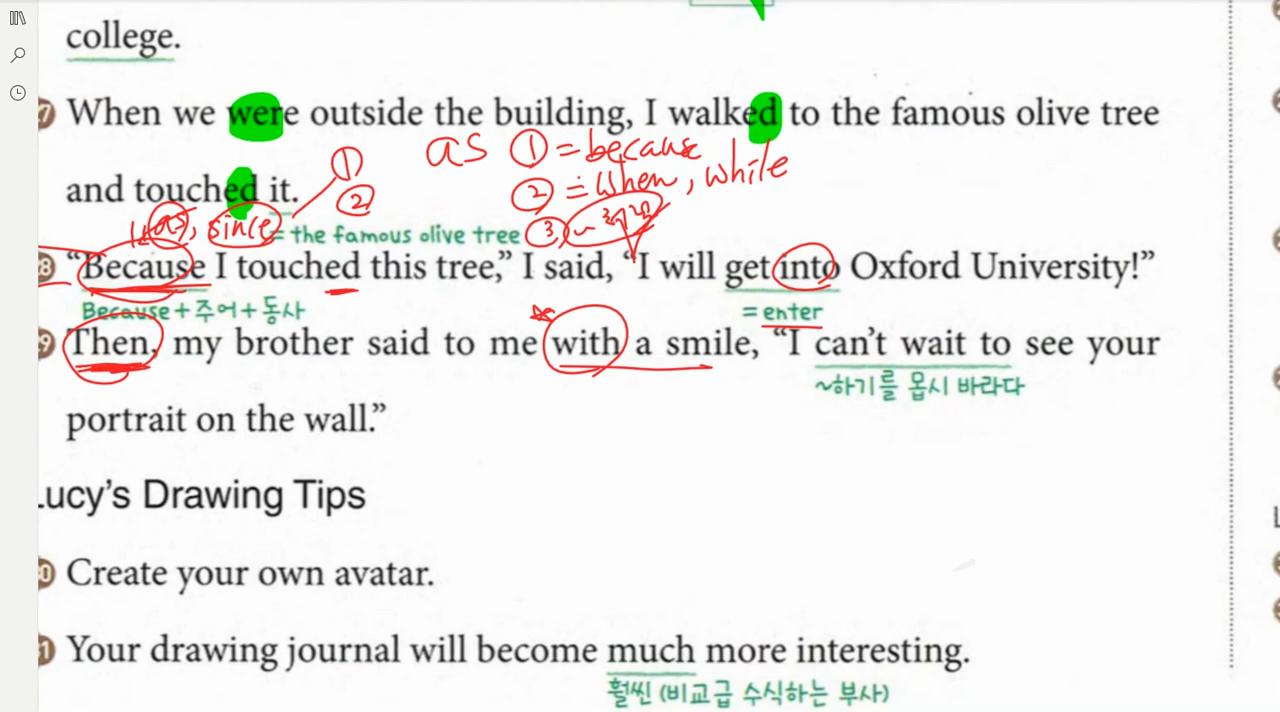 college.
7 When we were outside the building, I walked to the famous olive tree
as ① = because
① ② = when, while
and touched it. ②
as, since = the famous olive tree ③ ~
8 “Because I touched this tree,” I said, “I will get into Oxford University!”
Because+주어+동사 = enter
9 Then, my brother said to me with a smile, “I can’t wait to see your
~하기를 몹시 바라다
portrait on the wall.”
Lucy’s Drawing Tips
0 Create your own avatar.
1 Your drawing journal will become much more interesting.
훨씬 (비교급 수식하는 부사)